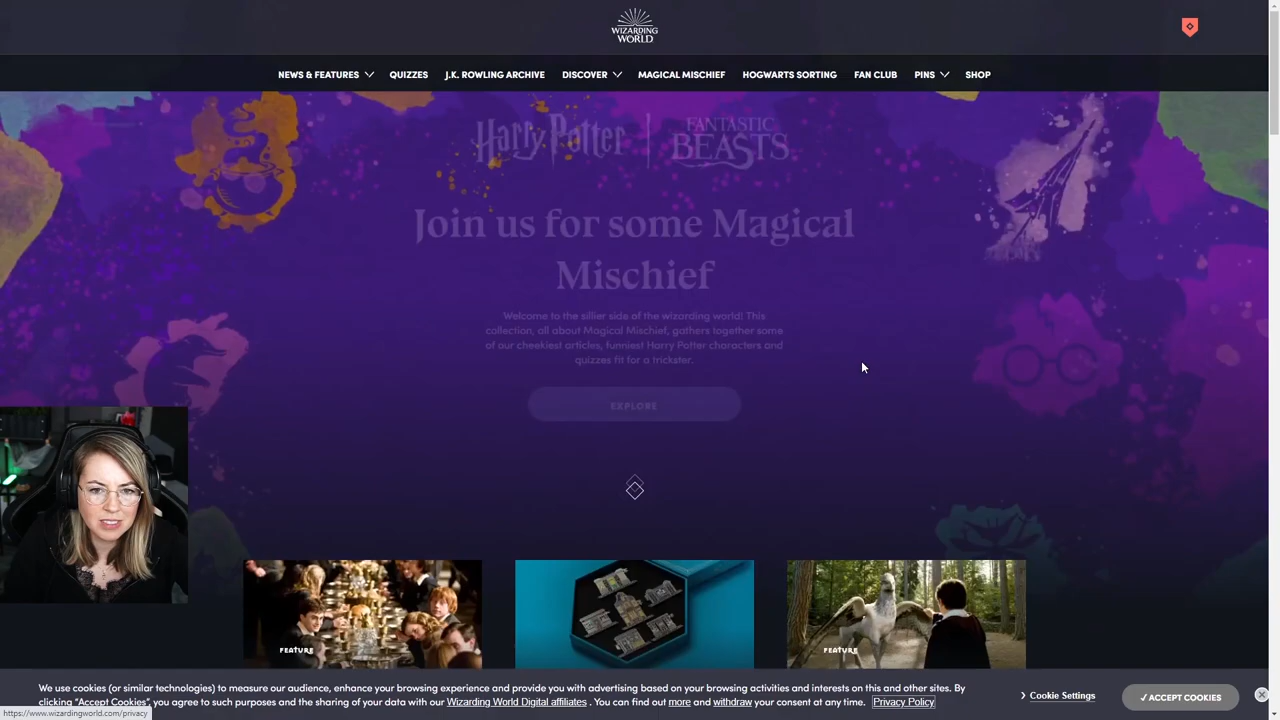 WIZARDING
WORLD
NEWS & FEATURES
QUIZZES
J.K. ROWLING ARCHIVE
DISCOVER
MAGICAL MISCHIEF
HOGWARTS SORTING
FAN CLUB
PINS
SHOP
Harry Potter
FANTASTIC
BEASTS
Join us for some Magical
Mischief
Welcome to the sillier side of the wizarding world! This
collection, all about Magical Mischief, gathers together some
of our cheekiest articles, funniest Harry Potter characters and
quizzes fit for a trickster.
EXPLORE
FEATURE
FEATURE
We use cookies (or similar technologies) to measure our audience, enhance your browsing experience and provide you with advertising based on your browsing activities and interests on this and other sites. By
clicking "Accept Cookies", you agree to such purposes and the sharing of your data with our Wizarding World Digital affiliates . You can find out more and withdraw your consent at any time. Privacy Policy
Cookie Settings
✓ ACCEPT COOKIES
https://www.wizardingworld.com/privacy